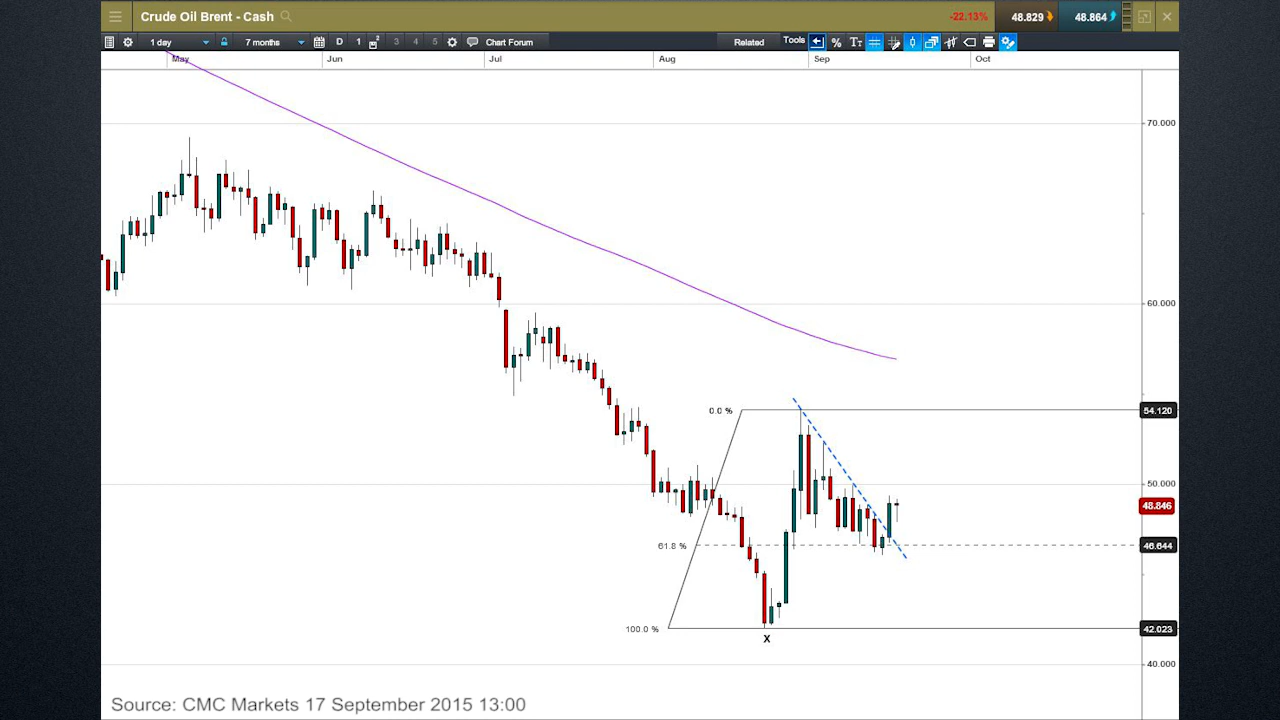 Crude Oil Brent - Cash -22.13% 48.829 48.864
1 day 7 months D 1 2 3 4 5 Chart Forum Related Tools % TT
May Jun Jul Aug Sep Oct
70.000
60.000
0.0 % 54.120
50.000
48.846
61.8 % 46.644
100.0 % 42.023
X
40.000
Source: CMC Markets 17 September 2015 13:00